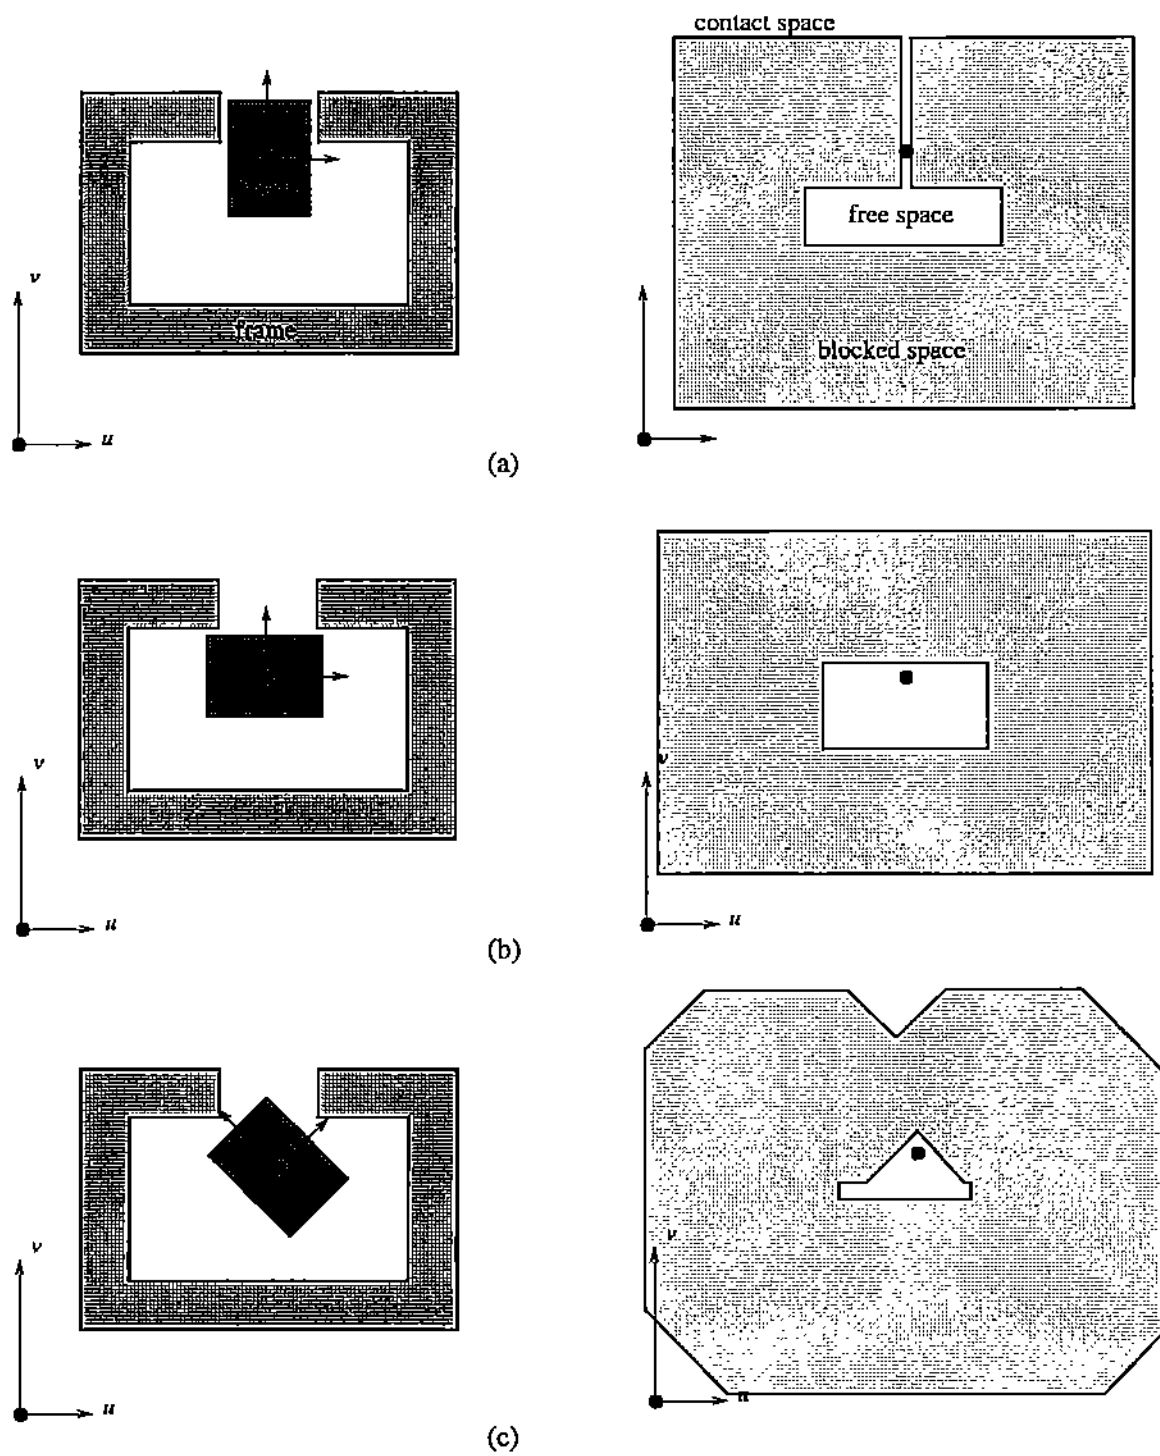 contact space
v
free space
frame
blocked space
u
(a)
v
v
u
u
(b)
v
v
u
u
(c)